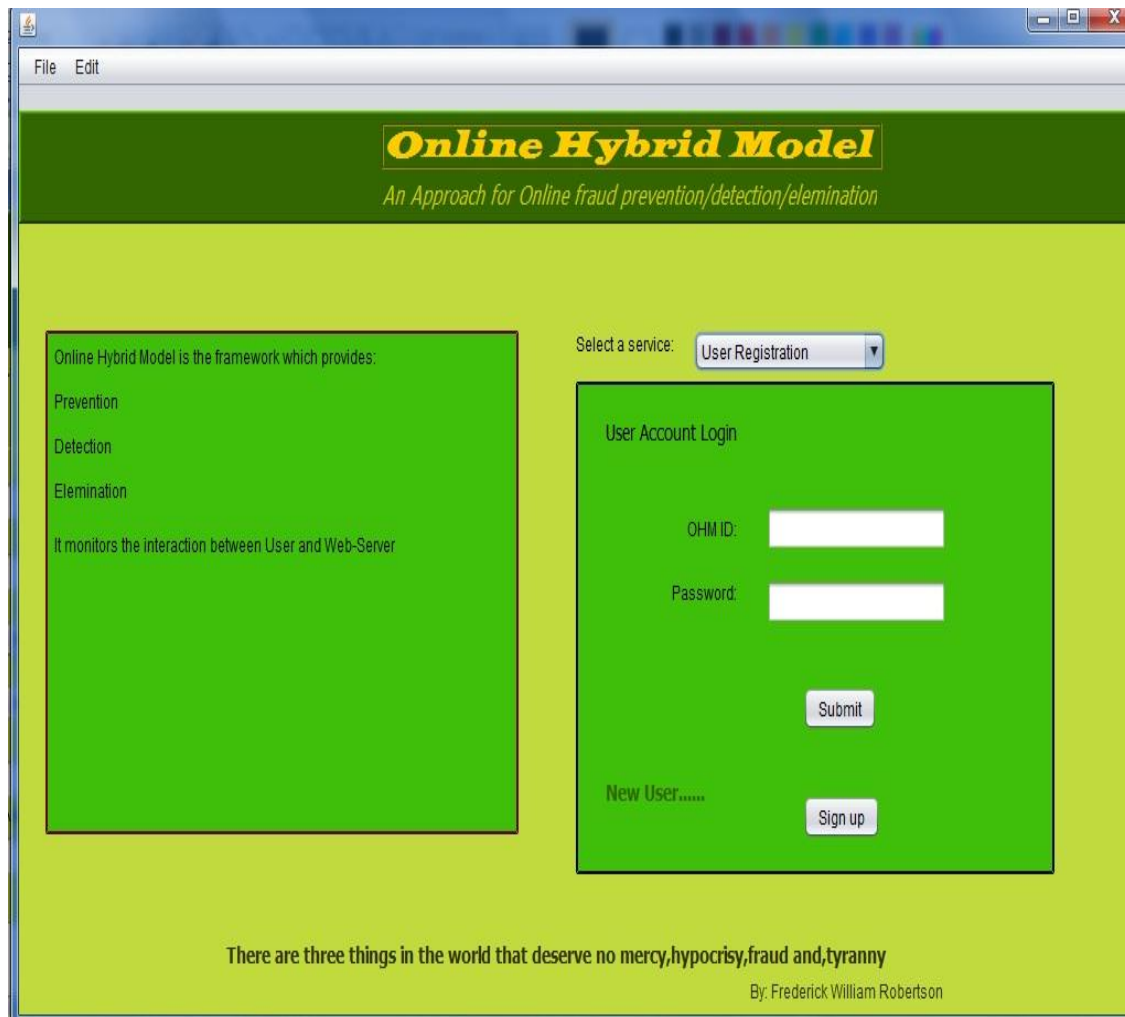 File Edit
Online Hybrid Model
An Approach for Online fraud prevention/detection/elemination
Online Hybrid Model is the framework which provides:
Prevention
Detection
Elemination
It monitors the interaction between User and Web-Server
Select a service: User Registration
User Account Login
OHM ID:
Password:
Submit
New User......
Sign up
There are three things in the world that deserve no mercy,hypocrisy,fraud and,tyranny
By: Frederick William Robertson